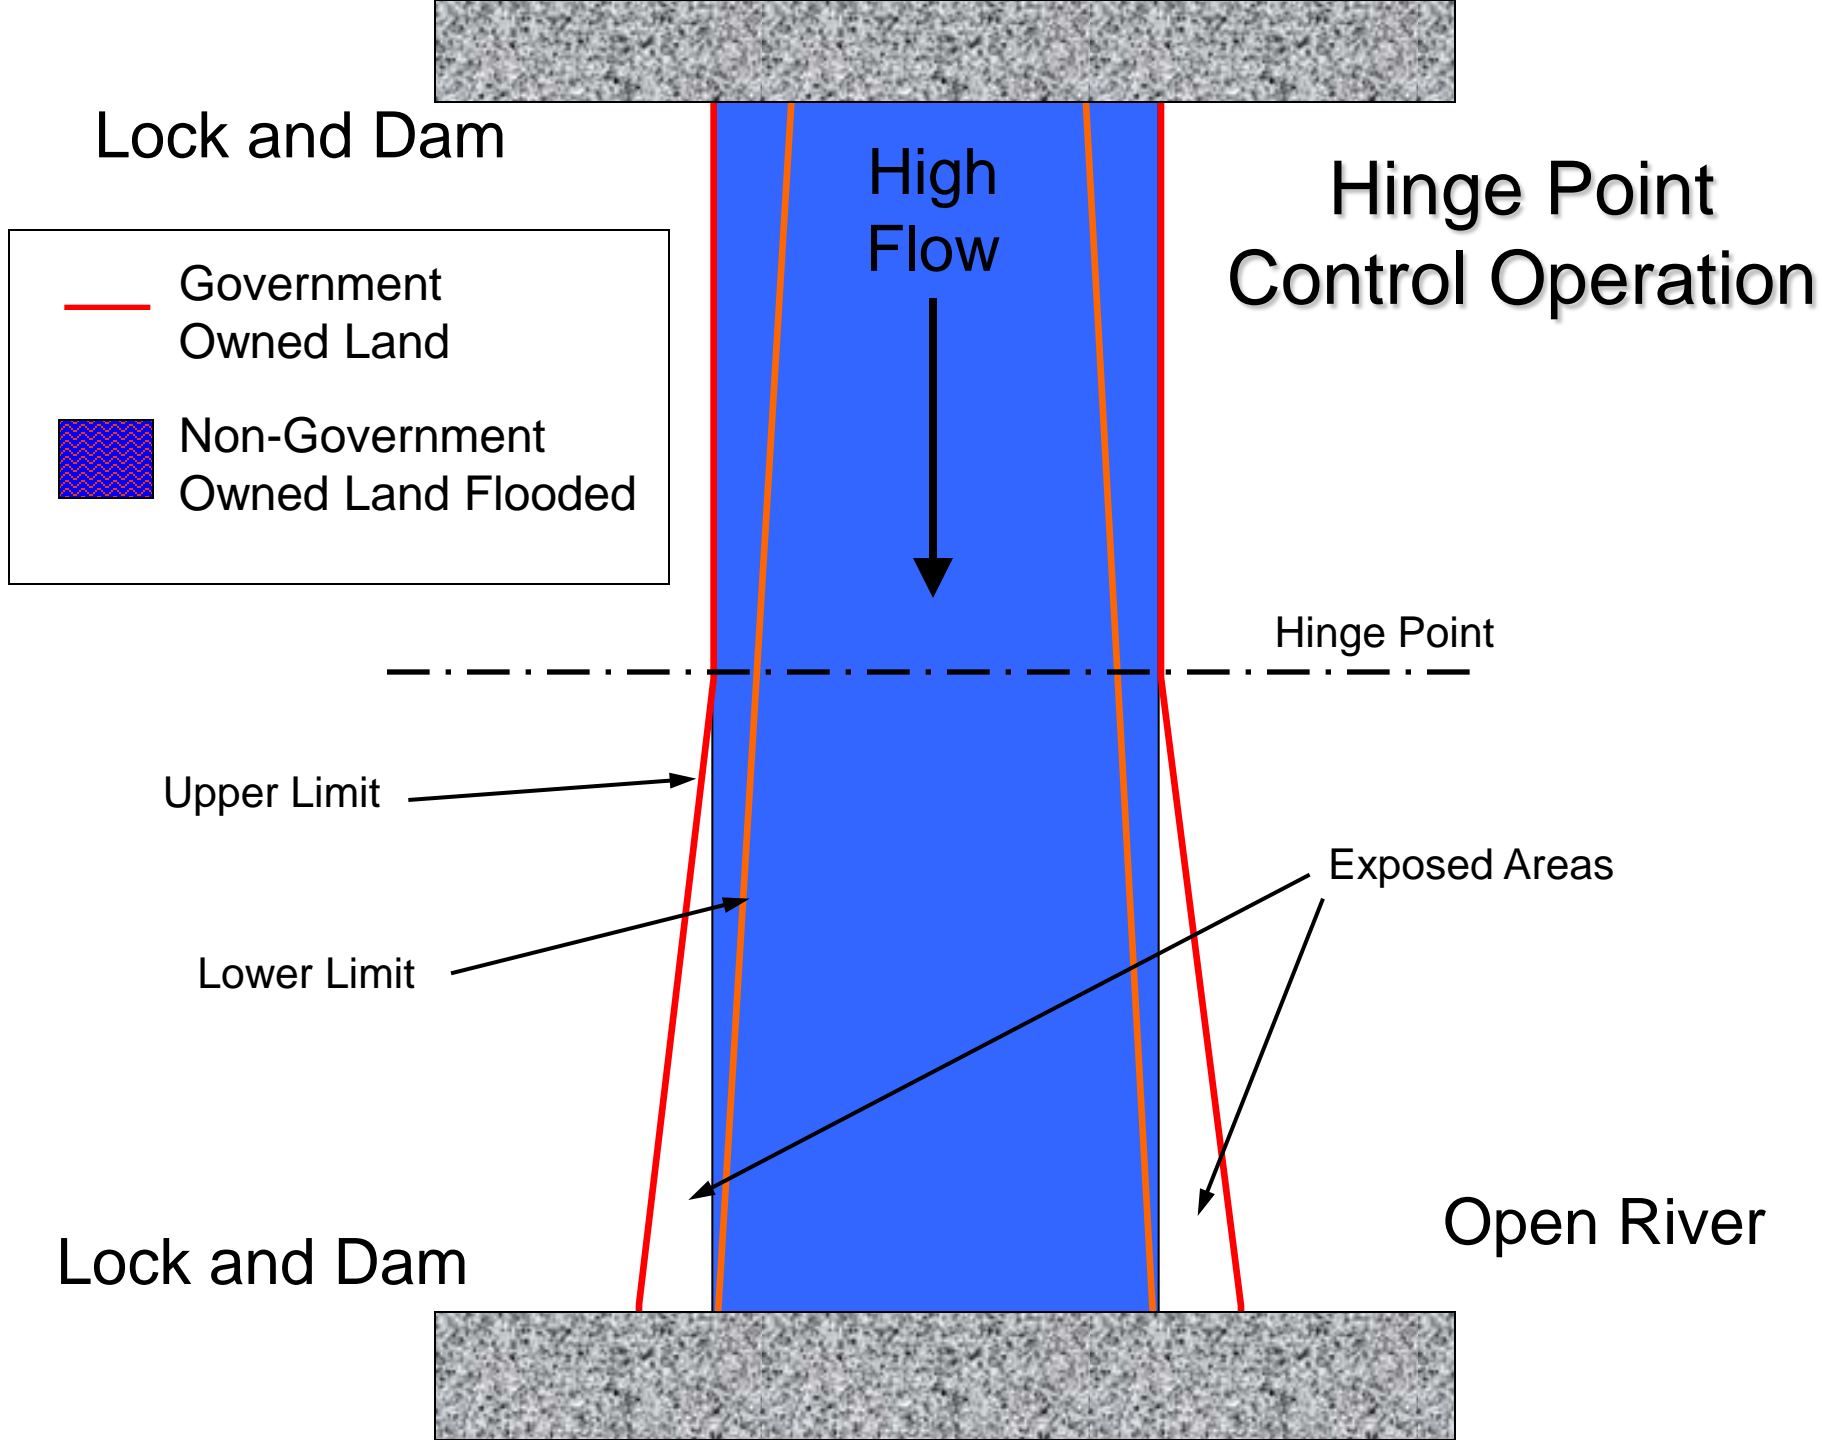 Lock and Dam
High
Flow
Hinge Point
Control Operation
Government
Owned Land
Non-Government
Owned Land Flooded
Hinge Point
Upper Limit
Exposed Areas
Lower Limit
Open River
Lock and Dam